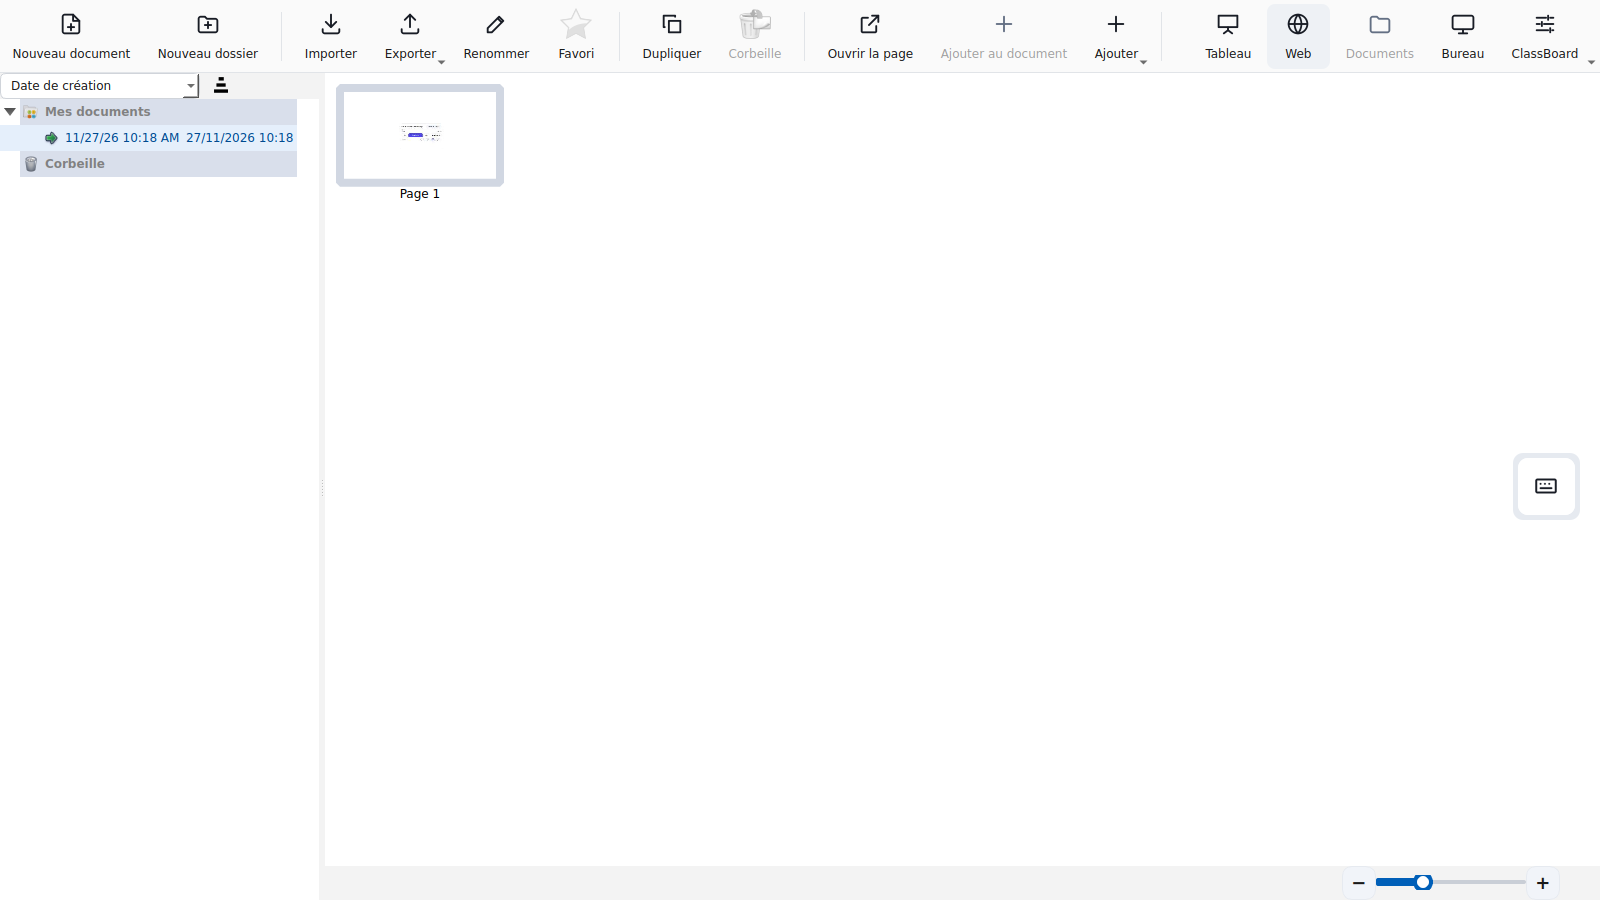 Nouveau document Nouveau dossier Importer Exporter Renommer Favori Dupliquer Corbeille Ouvrir la page Ajouter au document Ajouter Tableau Web Documents Bureau ClassBoard
Date de création
Mes documents
11/27/26 10:18 AM 27/11/2026 10:18
Corbeille
Page 1